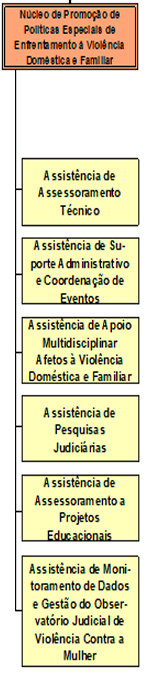 Núcleo de Promoção de
Políticas Especiais de
Enfrentamento à Violência
Doméstica e Familiar
Assistência de
Assessoramento
Técnico
Assistência de Su-
porte Administrativo
e Coordenação de
Eventos
Assistência de Apoio
Multidisciplinar
Afetos à Violência
Doméstica e Familiar
Assistência de
Pesquisas
Judiciárias
Assistência de
Assessoramento a
Projetos
Educacionais
Assistência de Moni-
toramento de Dados
e Gestão do Obser-
vatório Judicial de
Violência Contra a
Mulher